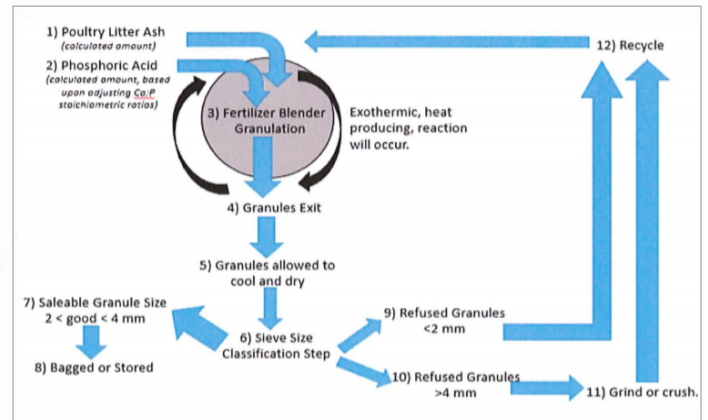 1) Poultry Litter Ash
(calculated amount)
2) Phosphoric Acid
(calculated amount, based
upon adjusting Ca:P
stoichiometric ratios)
3) Fertilizer Blender
Granulation
Exothermic, heat
producing, reaction
will occur.
12) Recycle
4) Granules Exit
5) Granules allowed to
cool and dry
7) Saleable Granule Size
2 < good < 4 mm
8) Bagged or Stored
6) Sieve Size
Classification Step
9) Refused Granules
<2 mm
10) Refused Granules
>4 mm
11) Grind or crush.